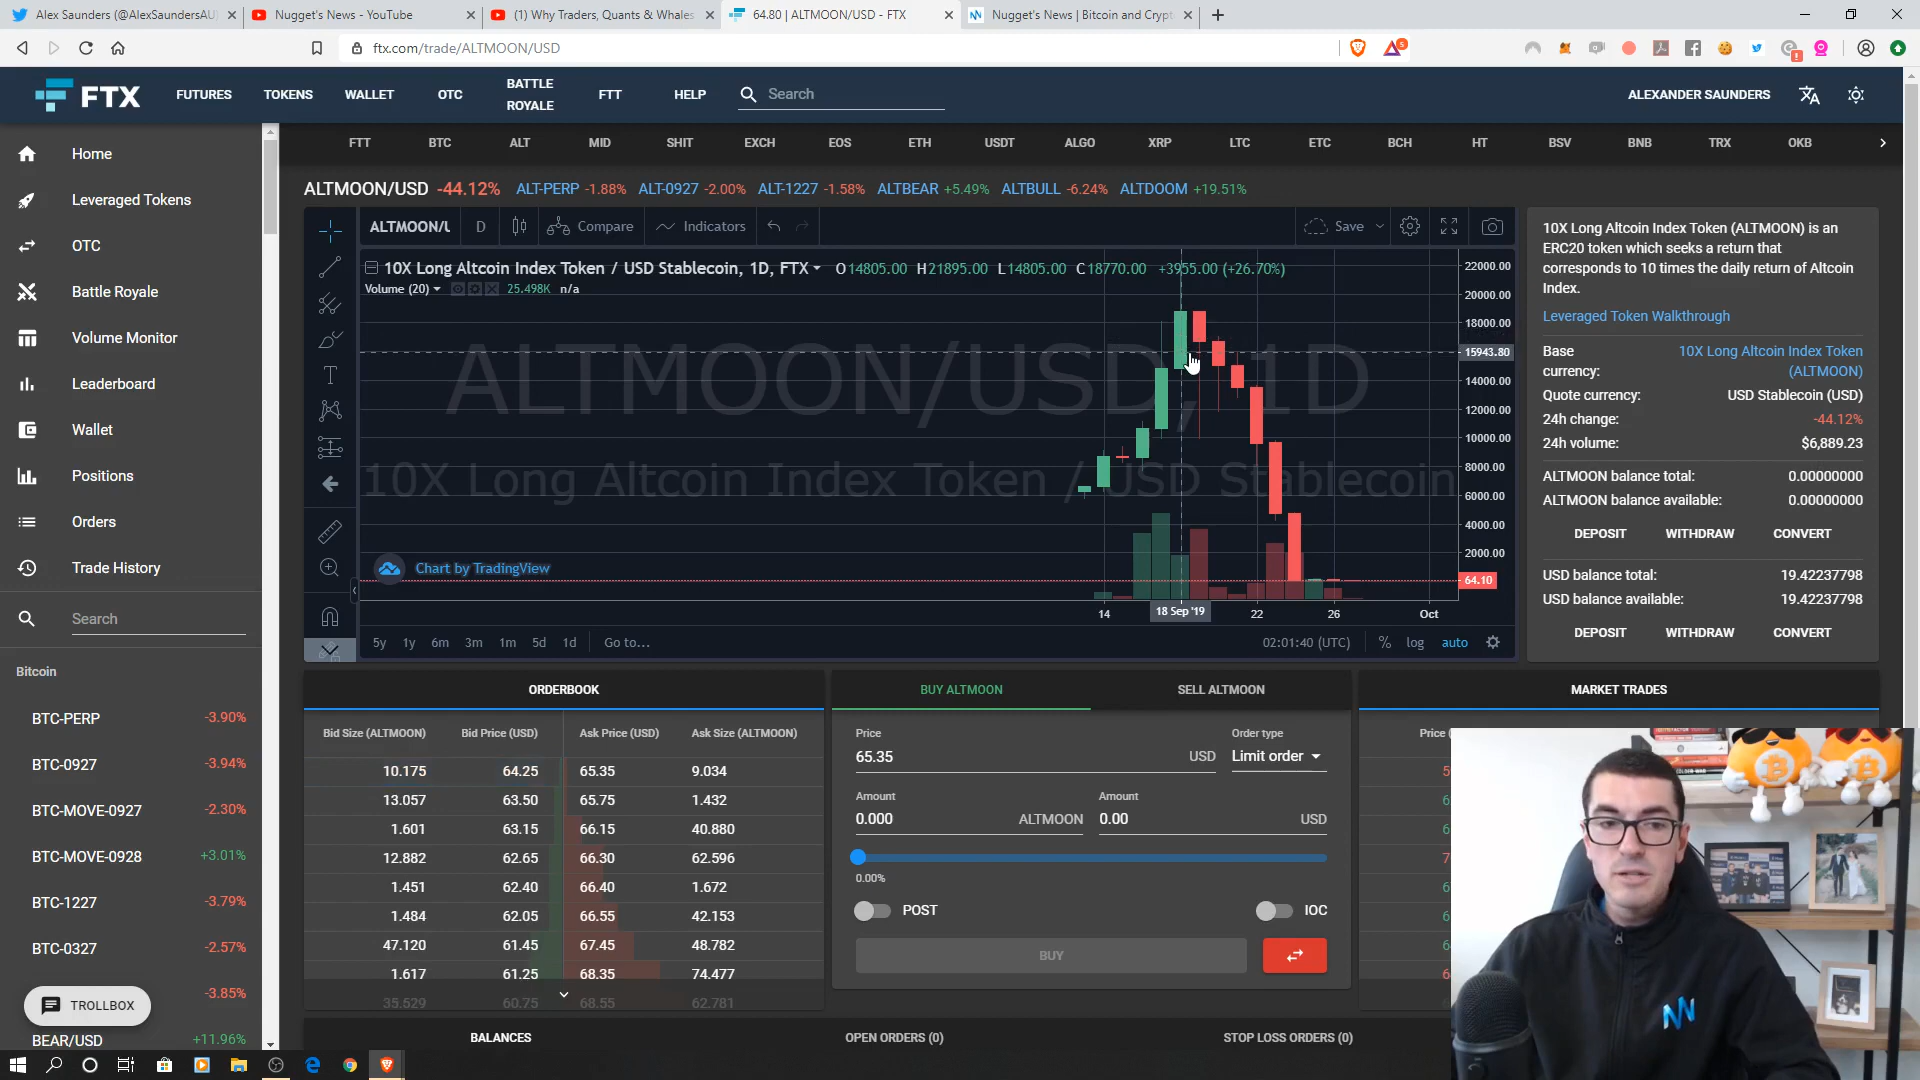 Alex Saunders (@AlexSaundersAU)
Nugget's News - YouTube
(1) Why Traders, Quants & Whales
64.80 | ALTMOON/USD - FTX
Nugget's News | Bitcoin and Crypt
ftx.com/trade/ALTMOON/USD
FTX
FUTURES
TOKENS
WALLET
OTC
BATTLE
ROYALE
FTT
HELP
Search
ALEXANDER SAUNDERS
FTT BTC ALT MID SHIT EXCH EOS ETH USDT ALGO XRP LTC ETC BCH HT BSV BNB TRX OKB
Home
Leveraged Tokens
OTC
Battle Royale
Volume Monitor
Leaderboard
Wallet
Positions
Orders
Trade History
Search
Bitcoin
BTC-PERP -3.90%
BTC-0927 -3.94%
BTC-MOVE-0927 -2.30%
BTC-MOVE-0928 +3.01%
BTC-1227 -3.79%
BTC-0327 -2.57%
-3.85%
TROLLBOX
BEAR/USD +11.96%
ALTMOON/USD -44.12% ALT-PERP -1.88% ALT-0927 -2.00% ALT-1227 -1.58% ALTBEAR +5.49% ALTBULL -6.24% ALTDOOM +19.51%
ALTMOON/U D Compare Indicators Save
10X Long Altcoin Index Token / USD Stablecoin, 1D, FTX O14805.00 H21895.00 L14805.00 C18770.00 +3955.00 (+26.70%)
Volume (20) 25.498K n/a
ALTMOON/USD, 1D
10X Long Altcoin Index Token / USD Stablecoin
22000.00
20000.00
18000.00
15943.80
14000.00
12000.00
10000.00
8000.00
6000.00
4000.00
2000.00
64.10
Chart by TradingView
14 18 Sep '19 22 26 Oct
5y 1y 6m 3m 1m 5d 1d Go to... 02:01:40 (UTC) % log auto
10X Long Altcoin Index Token (ALTMOON) is an
ERC20 token which seeks a return that
corresponds to 10 times the daily return of Altcoin
Index.
Leveraged Token Walkthrough
Base
currency:
10X Long Altcoin Index Token
(ALTMOON)
Quote currency: USD Stablecoin (USD)
24h change: -44.12%
24h volume: $6,889.23
ALTMOON balance total: 0.00000000
ALTMOON balance available: 0.00000000
DEPOSIT WITHDRAW CONVERT
USD balance total: 19.42237798
USD balance available: 19.42237798
DEPOSIT WITHDRAW CONVERT
ORDERBOOK
Bid Size (ALTMOON) Bid Price (USD) Ask Price (USD) Ask Size (ALTMOON)
10.175 64.25 65.35 9.034
13.057 63.50 65.75 1.432
1.601 63.15 66.15 40.880
12.882 62.65 66.30 62.596
1.451 62.40 66.40 1.672
1.484 62.05 66.55 42.153
47.120 61.45 67.45 48.782
1.617 61.25 68.35 74.477
35.529 60.75 68.55 62.781
BUY ALTMOON
SELL ALTMOON
Price
65.35 USD
Order type
Limit order
Amount
0.000 ALTMOON
Amount
0.00 USD
0.00%
POST
IOC
BUY
MARKET TRADES
Price (
BALANCES
OPEN ORDERS (0)
STOP LOSS ORDERS (0)